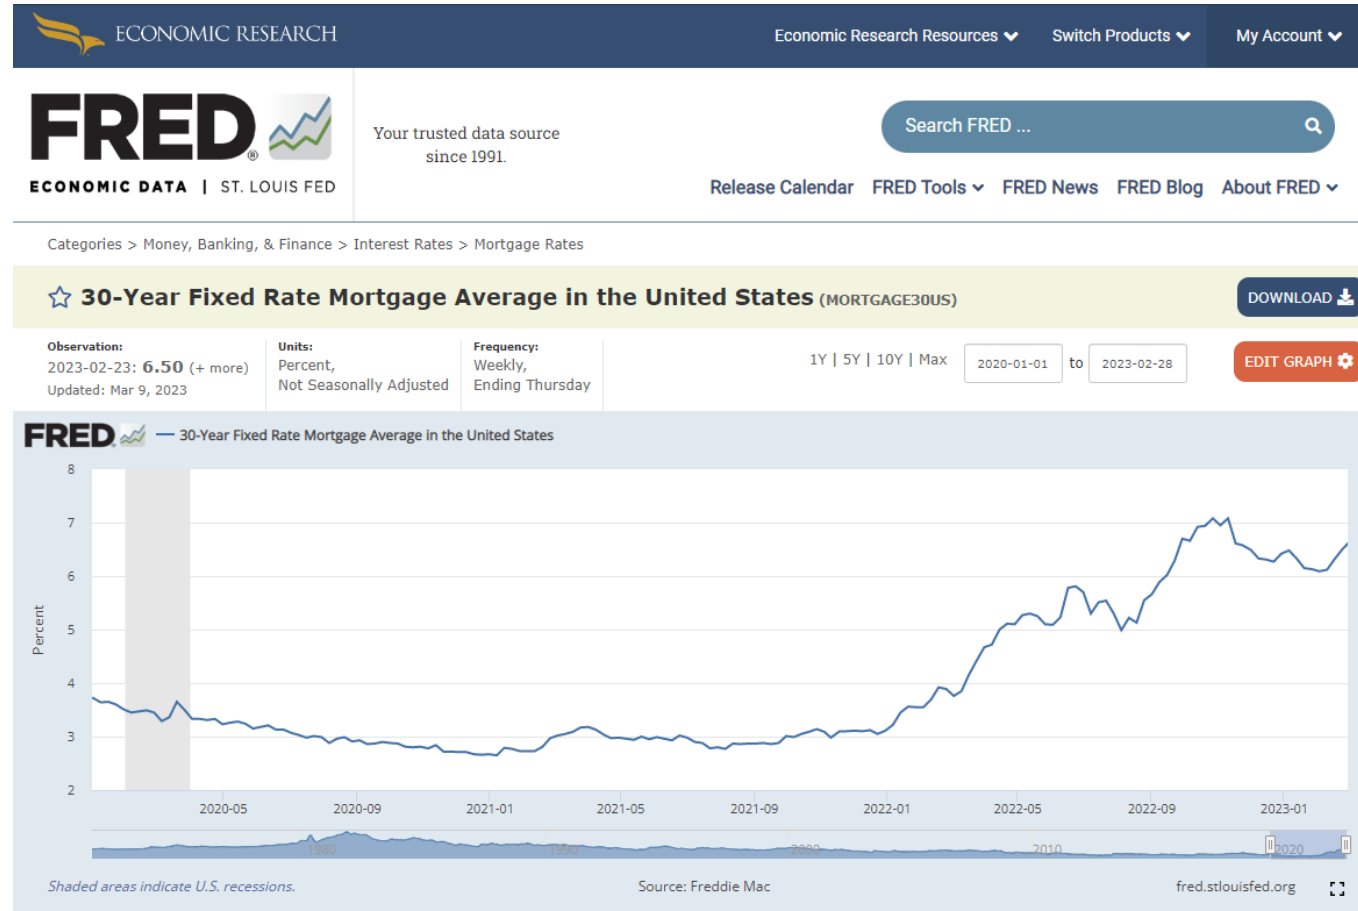 ECONOMIC RESEARCH
Economic Research Resources
Switch Products
My Account
FRED®
ECONOMIC DATA | ST. LOUIS FED
Your trusted data source
since 1991.
Search FRED ...
Release Calendar FRED Tools FRED News FRED Blog About FRED
Categories > Money, Banking, & Finance > Interest Rates > Mortgage Rates
30-Year Fixed Rate Mortgage Average in the United States (MORTGAGE30US)
DOWNLOAD
Observation:
2023-02-23: 6.50 (+ more)
Updated: Mar 9, 2023
Units:
Percent,
Not Seasonally Adjusted
Frequency:
Weekly,
Ending Thursday
1Y | 5Y | 10Y | Max
2020-01-01 to 2023-02-28
EDIT GRAPH
FRED 30-Year Fixed Rate Mortgage Average in the United States
8
7
6
5
4
3
2
Percent
2020-05 2020-09 2021-01 2021-05 2021-09 2022-01 2022-05 2022-09 2023-01
1980 1990 2000 2010 2020
Shaded areas indicate U.S. recessions.
Source: Freddie Mac
fred.stlouisfed.org